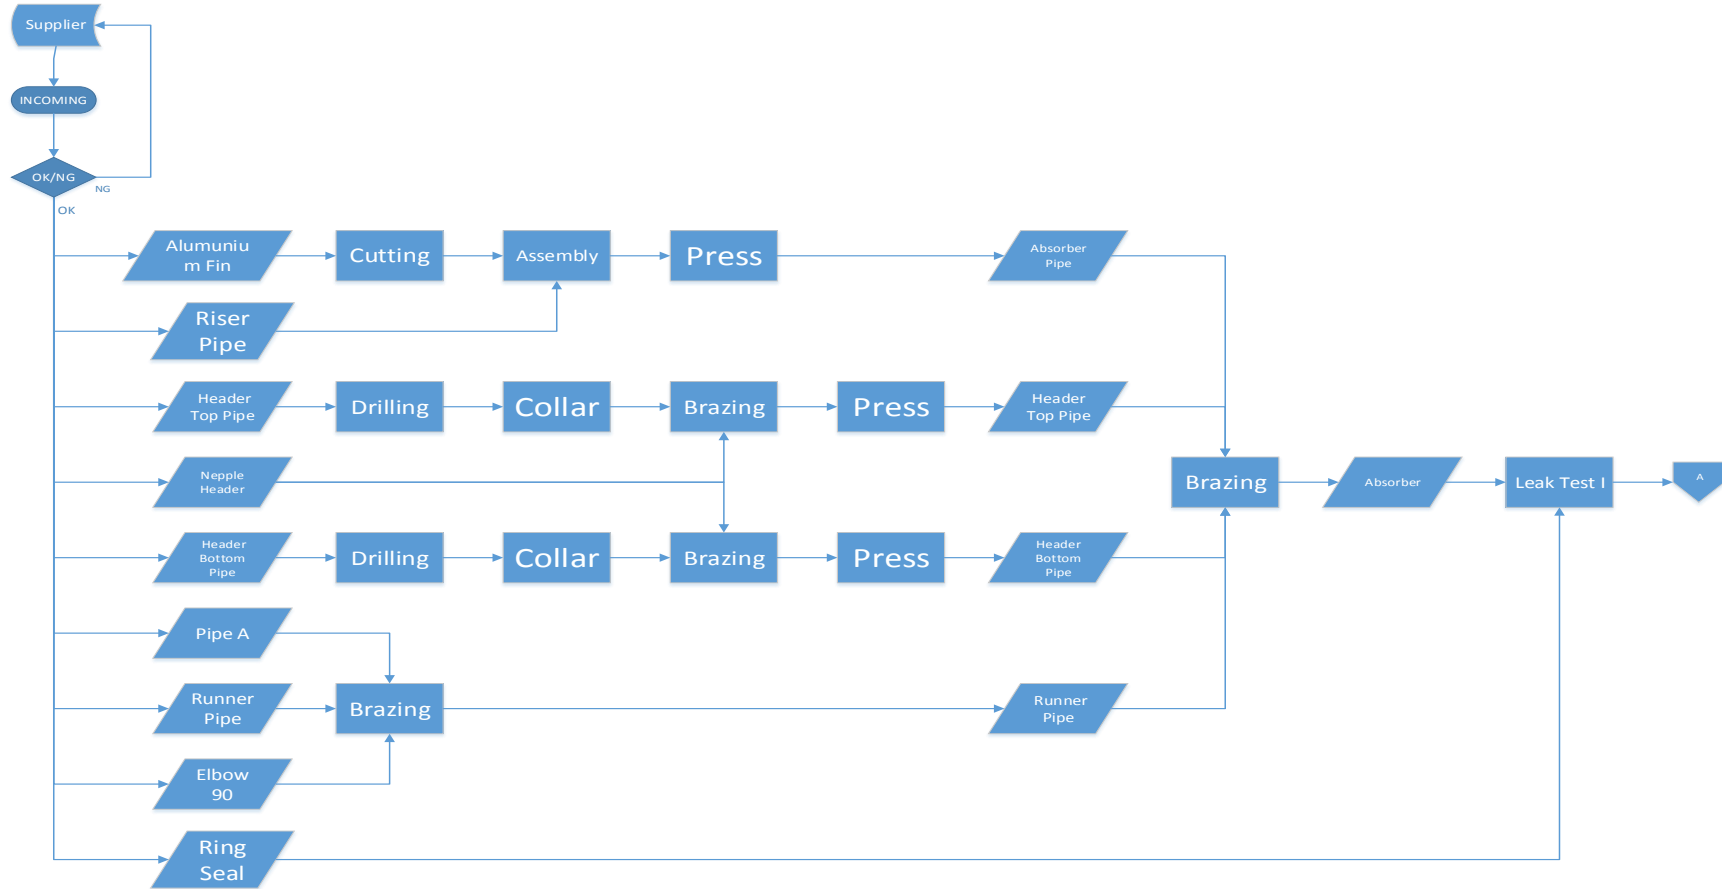 Supplier
INCOMING
OK/NG
NG
OK
Alumuniu
m Fin
Cutting
Assembly
Press
Absorber
Pipe
Riser
Pipe
Header
Top Pipe
Drilling
Collar
Brazing
Press
Header
Top Pipe
Nepple
Header
Brazing
Absorber
Leak Test I
A
Header
Bottom
Pipe
Drilling
Collar
Brazing
Press
Header
Bottom
Pipe
Pipe A
Runner
Pipe
Brazing
Runner
Pipe
Elbow
90
Ring
Seal